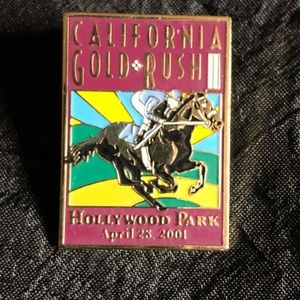 CALIFORNIA
GOLD RUSH
HOLLYWOOD PARK
April 28, 2001